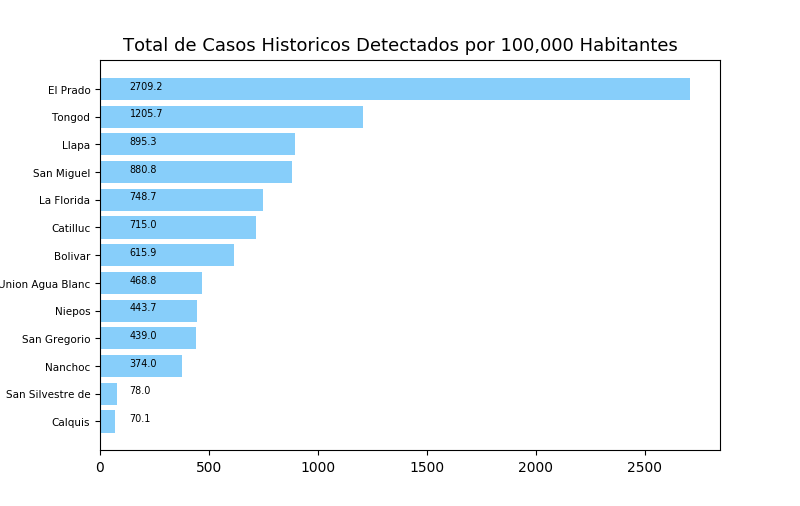 Total de Casos Historicos Detectados por 100,000 Habitantes
El Prado 2709.2
Tongod 1205.7
Llapa 895.3
San Miguel 880.8
La Florida 748.7
Catilluc 715.0
Bolivar 615.9
Union Agua Blanc 468.8
Niepos 443.7
San Gregorio 439.0
Nanchoc 374.0
San Silvestre de 78.0
Calquis 70.1
0 500 1000 1500 2000 2500